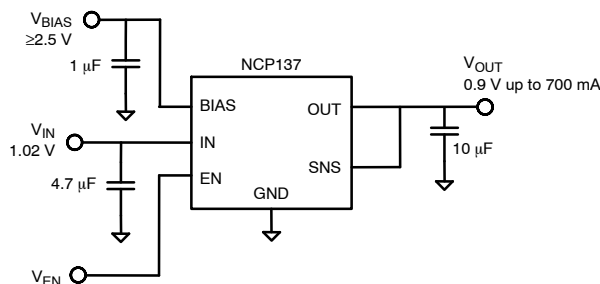 VBIAS
≥2.5 V
1 μF
NCP137
VOUT
0.9 V up to 700 mA
BIAS
OUT
VIN
1.02 V
IN
10 μF
4.7 μF
EN
SNS
GND
VEN